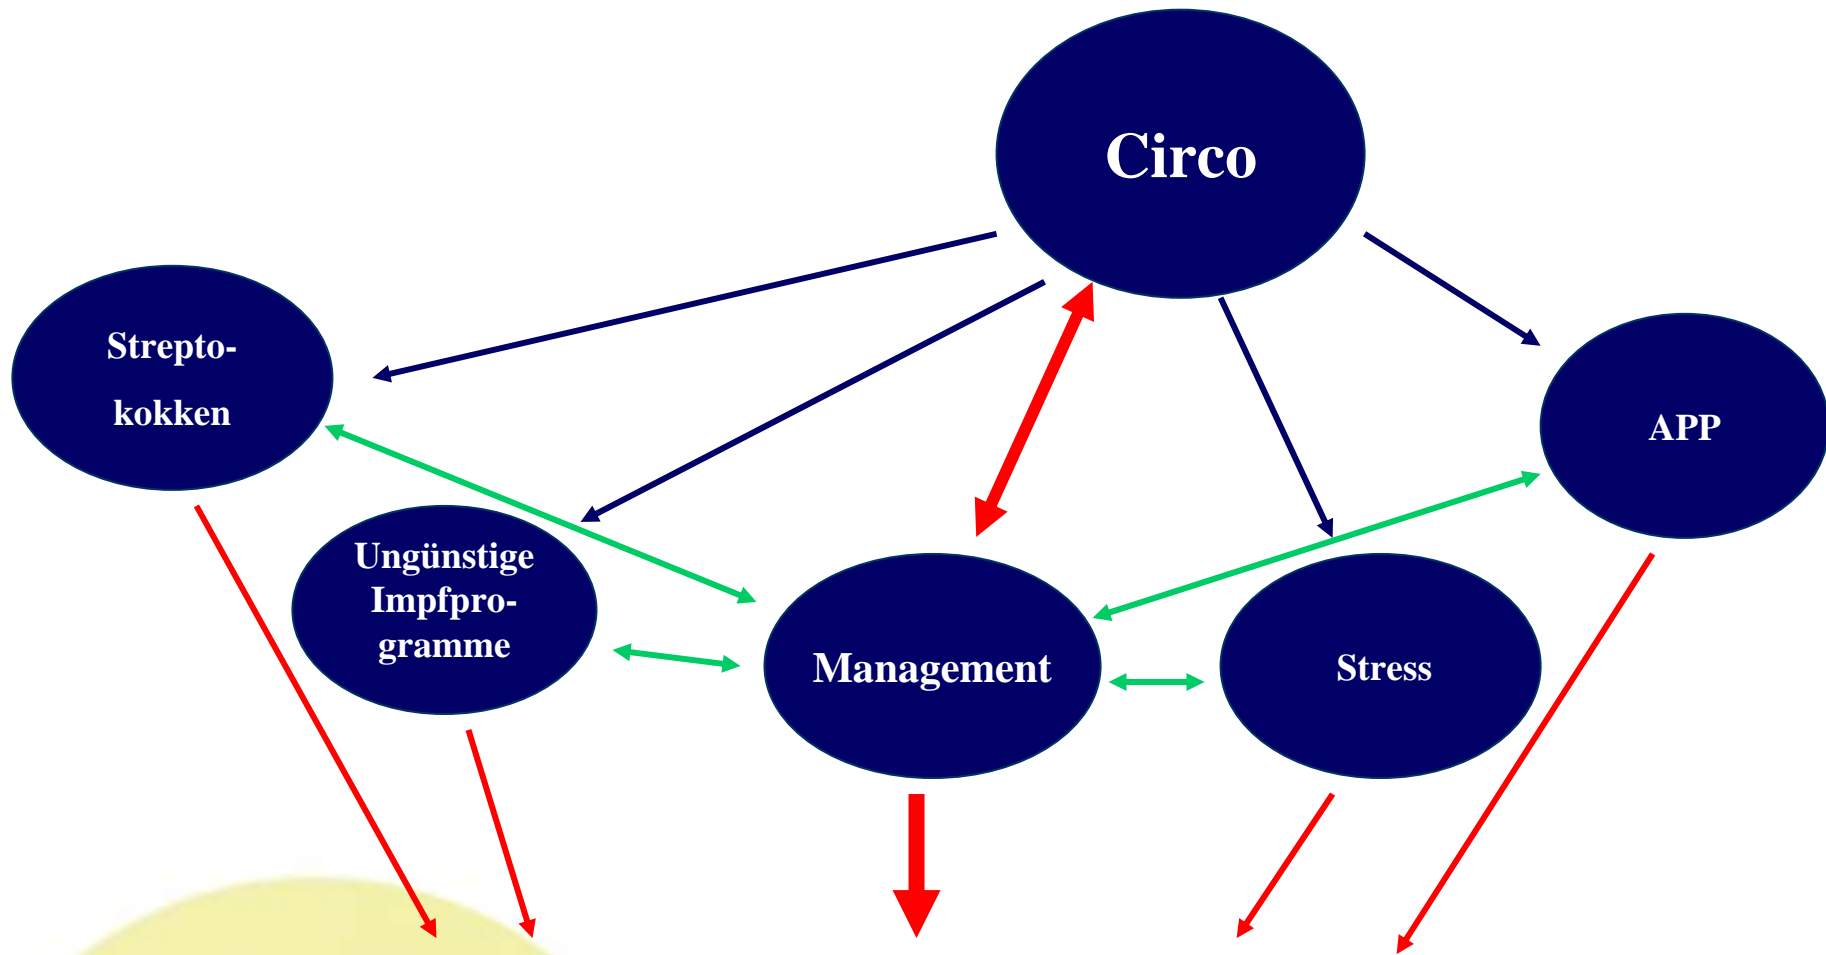 Circo
Strepto-
kokken
APP
Ungünstige
Impfpro-
gramme
Management
Stress